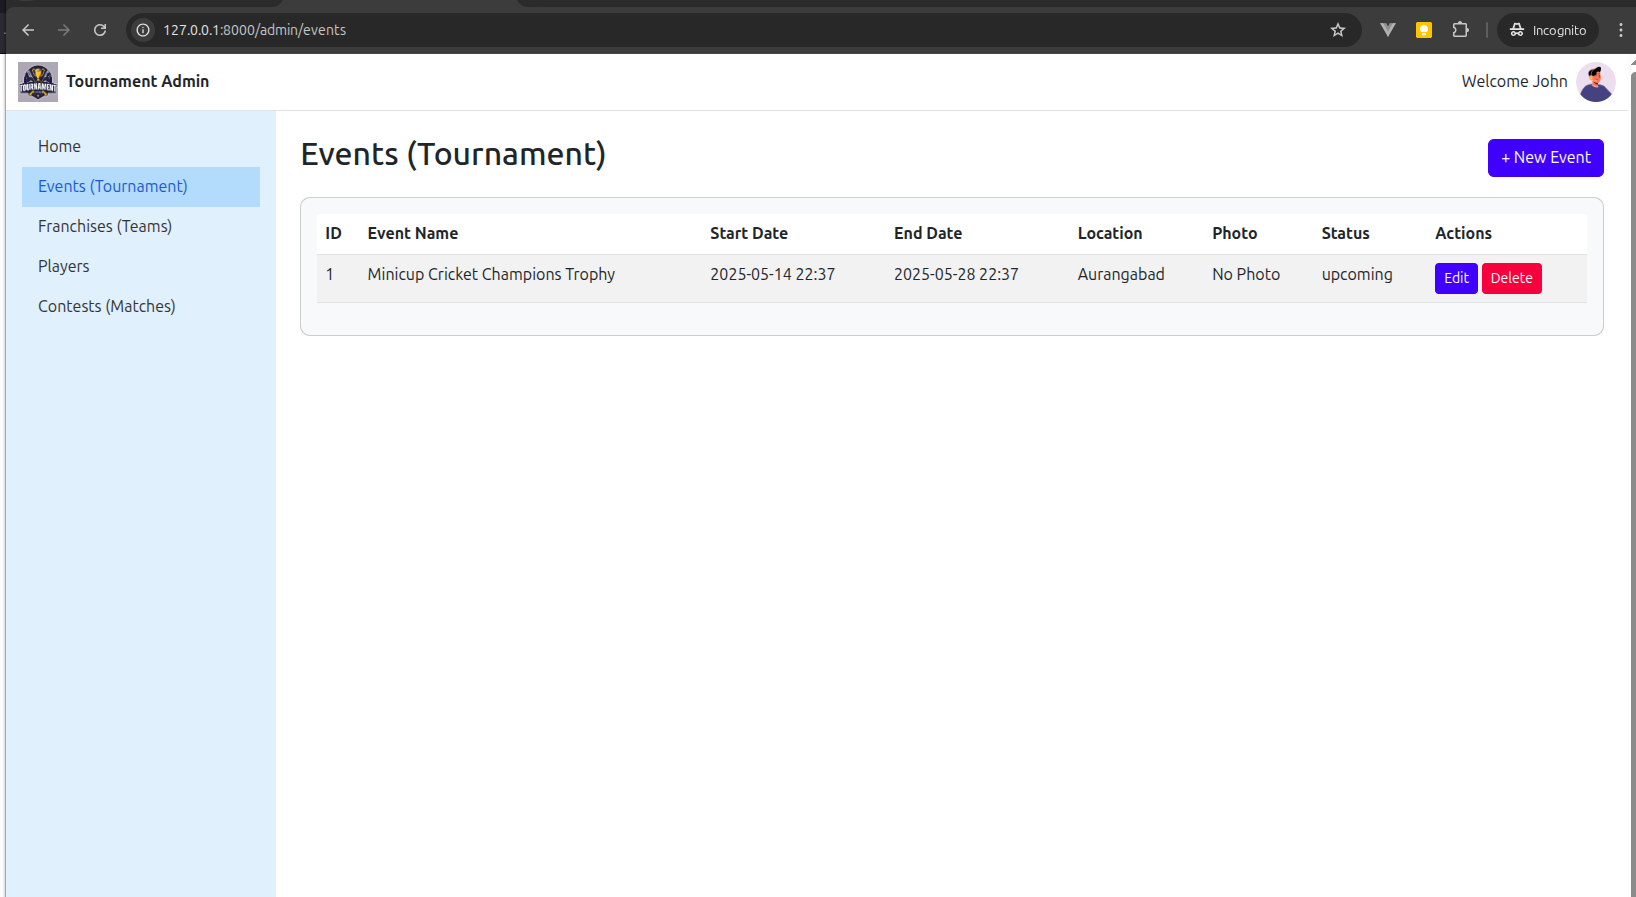 127.0.0.1:8000/admin/events
Incognito
TOURNAMENT
Tournament Admin
Welcome John
Home
Events (Tournament)
Franchises (Teams)
Players
Contests (Matches)
Events (Tournament)
+ New Event
ID Event Name Start Date End Date Location Photo Status Actions
1 Minicup Cricket Champions Trophy 2025-05-14 22:37 2025-05-28 22:37 Aurangabad No Photo upcoming Edit Delete